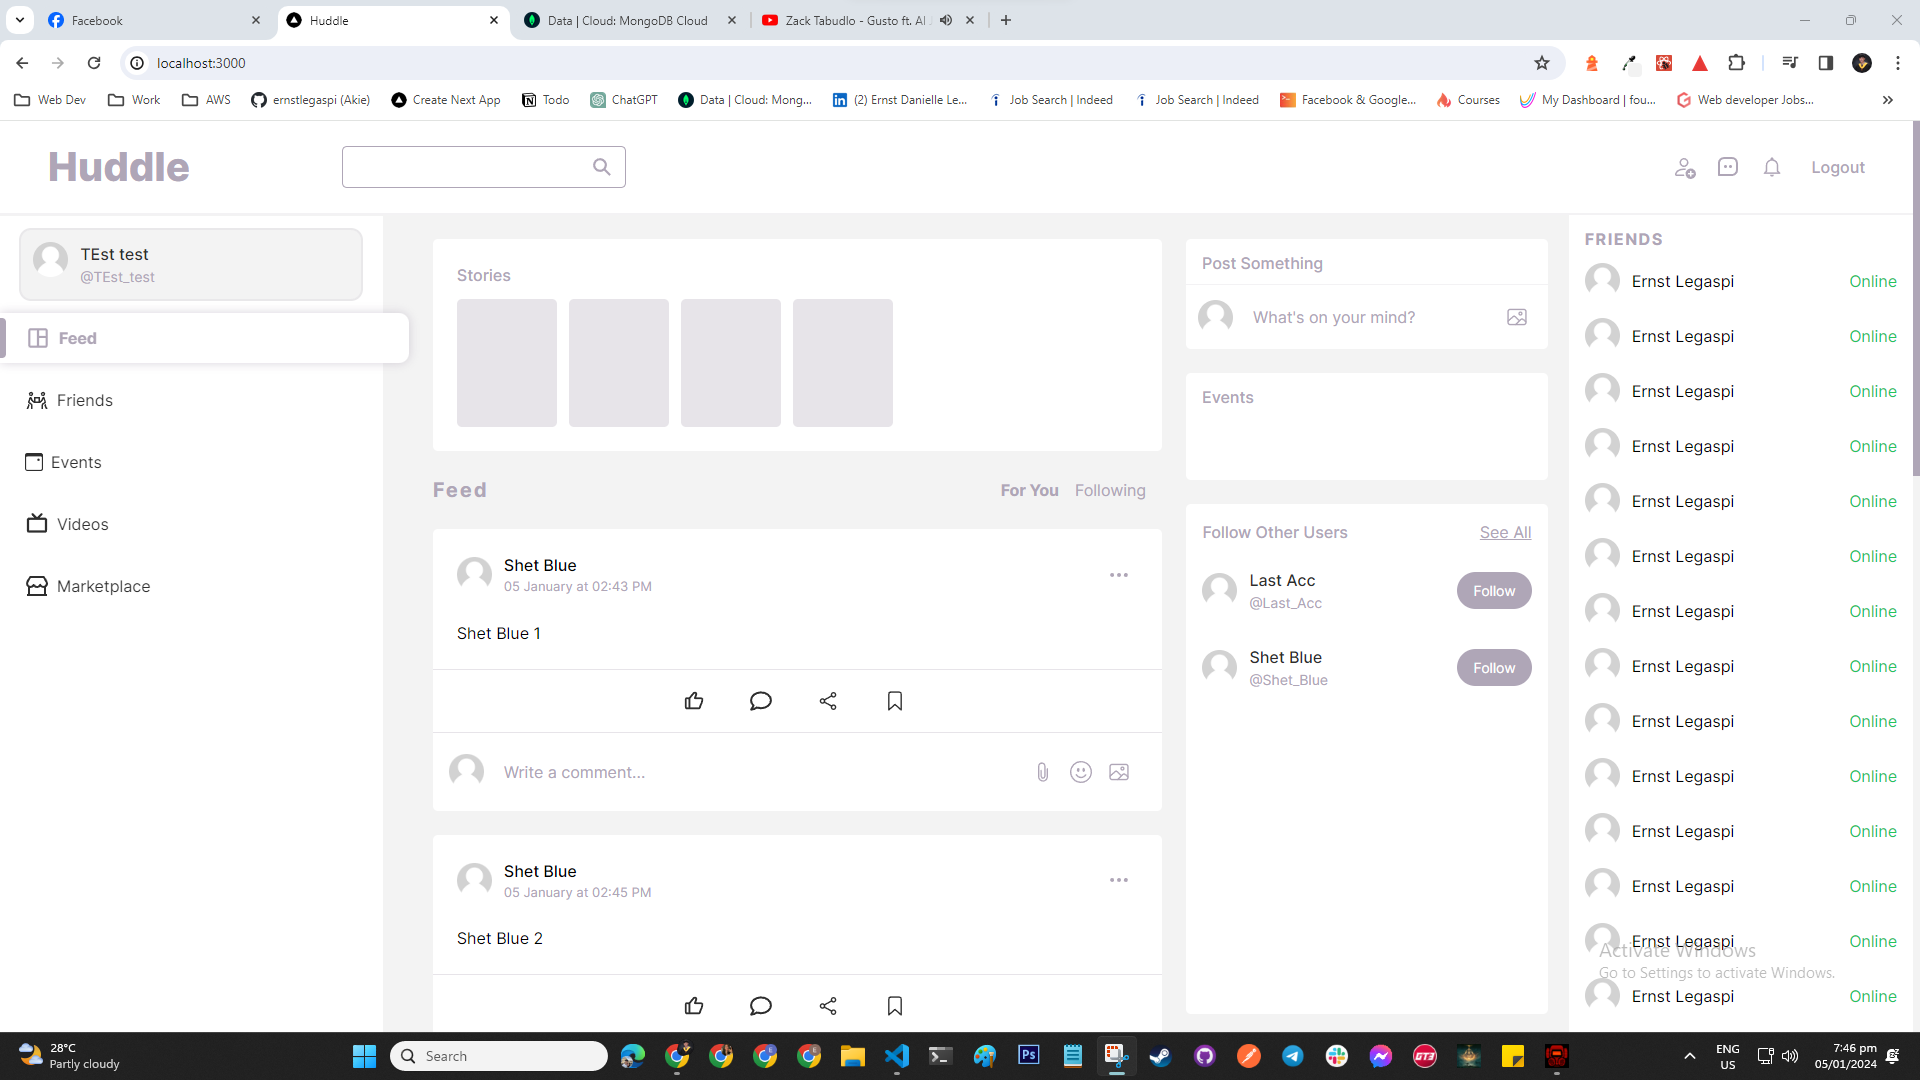 Facebook
Huddle
Data | Cloud: MongoDB Cloud
Zack Tabudlo - Gusto ft. Al J
localhost:3000
Web Dev
Work
AWS
ernstlegaspi (Akie)
Create Next App
Todo
ChatGPT
Data | Cloud: Mong...
(2) Ernst Danielle Le...
Job Search | Indeed
Job Search | Indeed
Facebook & Google...
Courses
My Dashboard | fou...
Web developer Jobs...
Huddle
Logout
TEst test
@TEst_test
Feed
Friends
Events
Videos
Marketplace
Stories
Feed
For You
Following
Shet Blue
05 January at 02:43 PM
Shet Blue 1
Write a comment...
Shet Blue
05 January at 02:45 PM
Shet Blue 2
Post Something
What's on your mind?
Events
Follow Other Users
See All
Last Acc
@Last_Acc
Follow
Shet Blue
@Shet_Blue
Follow
FRIENDS
Ernst Legaspi Online
Ernst Legaspi Online
Ernst Legaspi Online
Ernst Legaspi Online
Ernst Legaspi Online
Ernst Legaspi Online
Ernst Legaspi Online
Ernst Legaspi Online
Ernst Legaspi Online
Ernst Legaspi Online
Ernst Legaspi Online
Ernst Legaspi Online
Ernst Legaspi Online
Ernst Legaspi Online
Activate Windows
Go to Settings to activate Windows.
28°C
Partly cloudy
Search
Ps
GTB
ENG
US
7:46 pm
05/01/2024